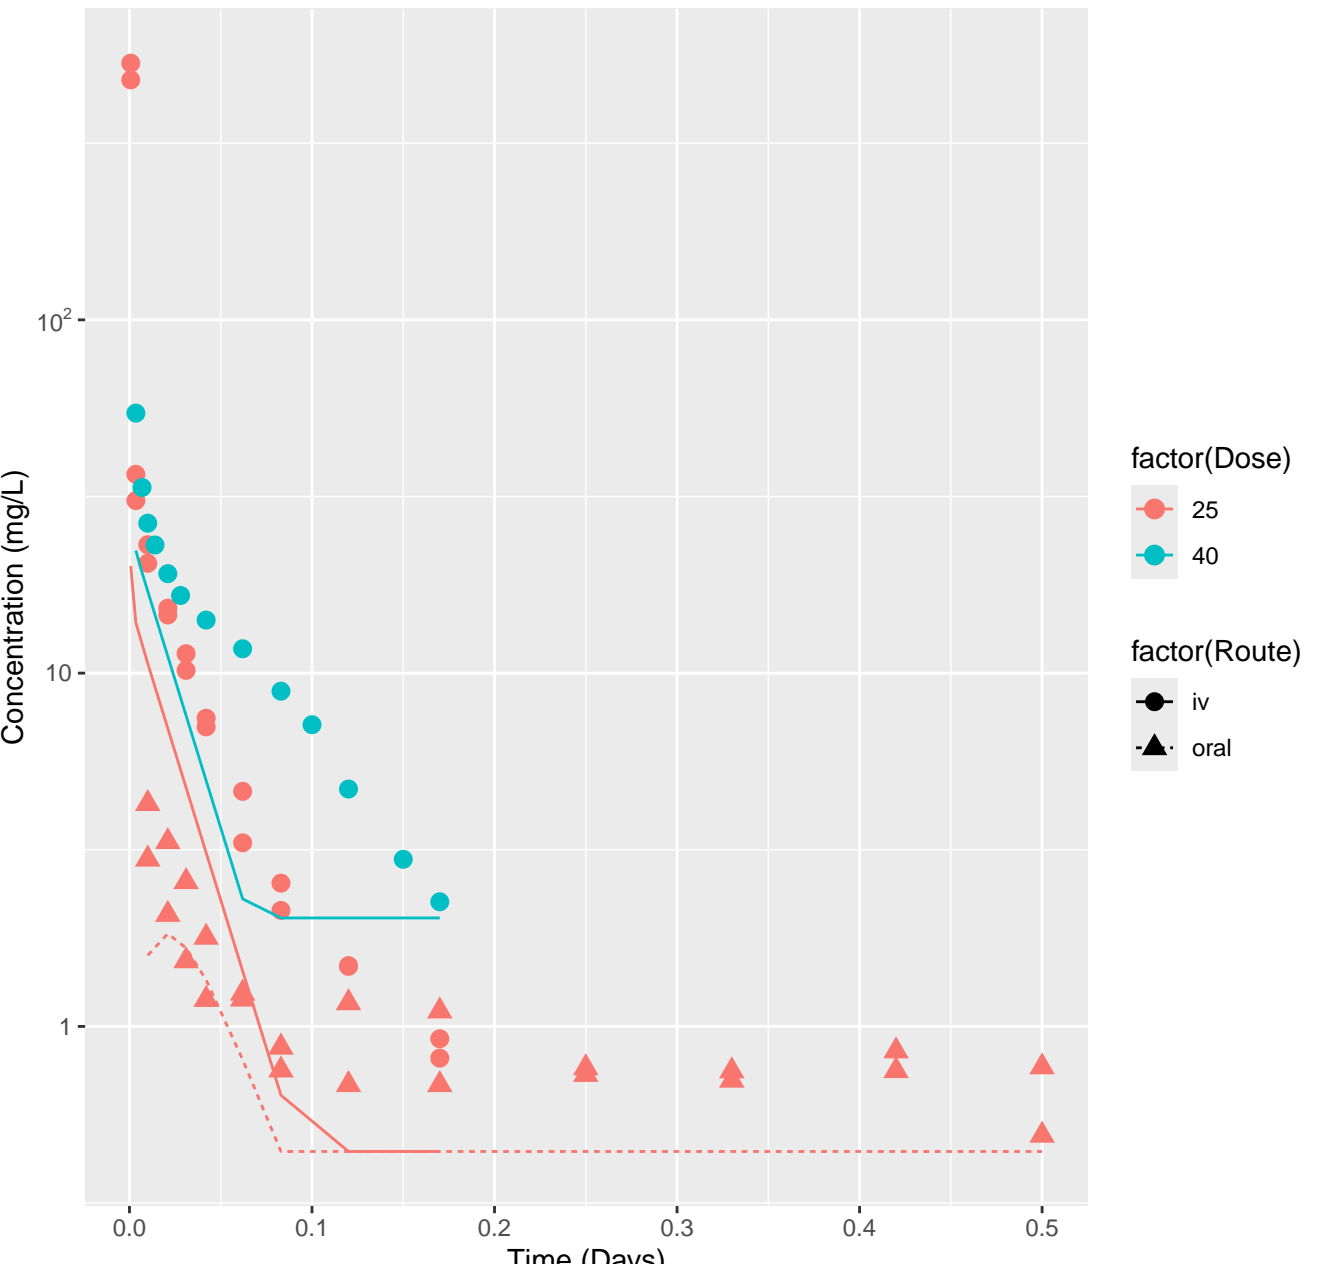 Concentration (mg/L)
10²
10
1
0.0 0.1 0.2 0.3 0.4 0.5
Time (Days)
factor(Dose)
25
40
factor(Route)
iv
oral